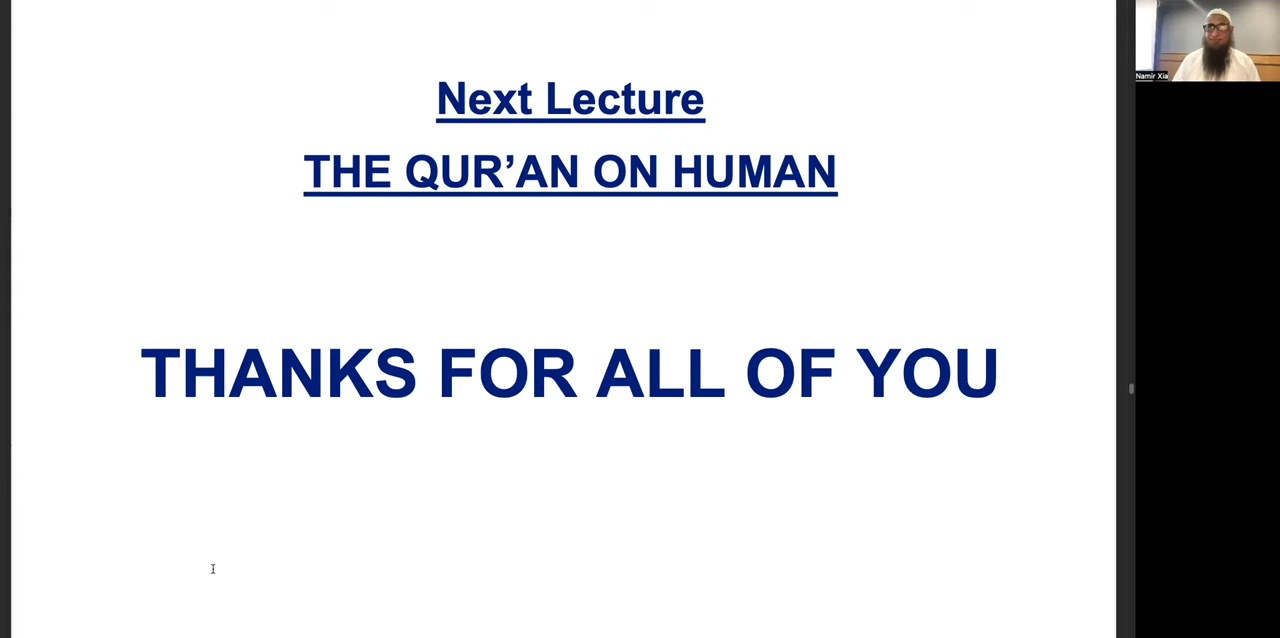 Next Lecture
THE QUR’AN ON HUMAN
THANKS FOR ALL OF YOU
Namir Xia